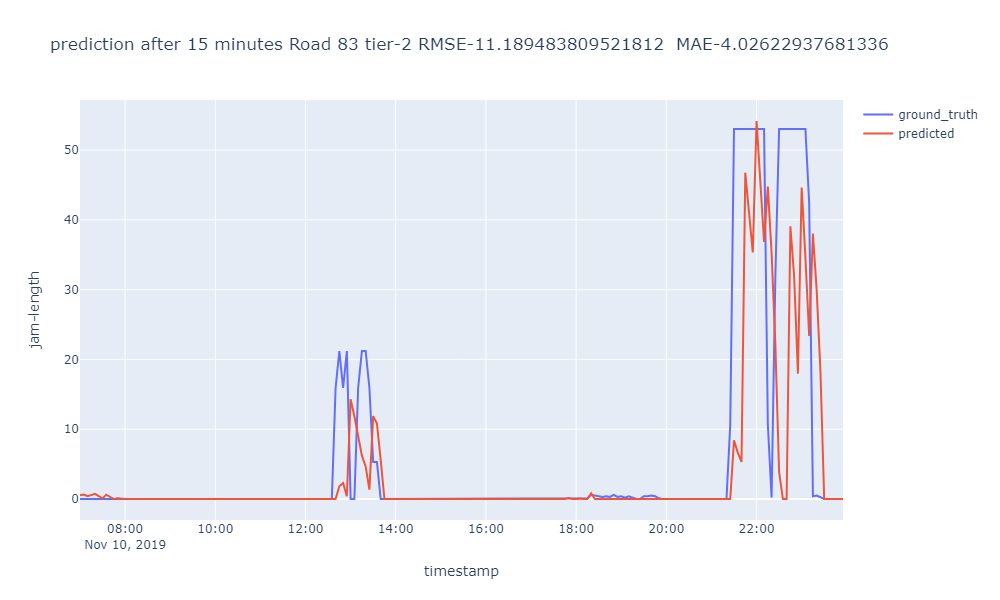 prediction after 15 minutes Road 83 tier-2 RMSE-11.189483809521812  MAE-4.02622937681336
ground_truth
predicted
50
40
30
20
10
0
jam-length
08:00 10:00 12:00 14:00 16:00 18:00 20:00 22:00
Nov 10, 2019
timestamp